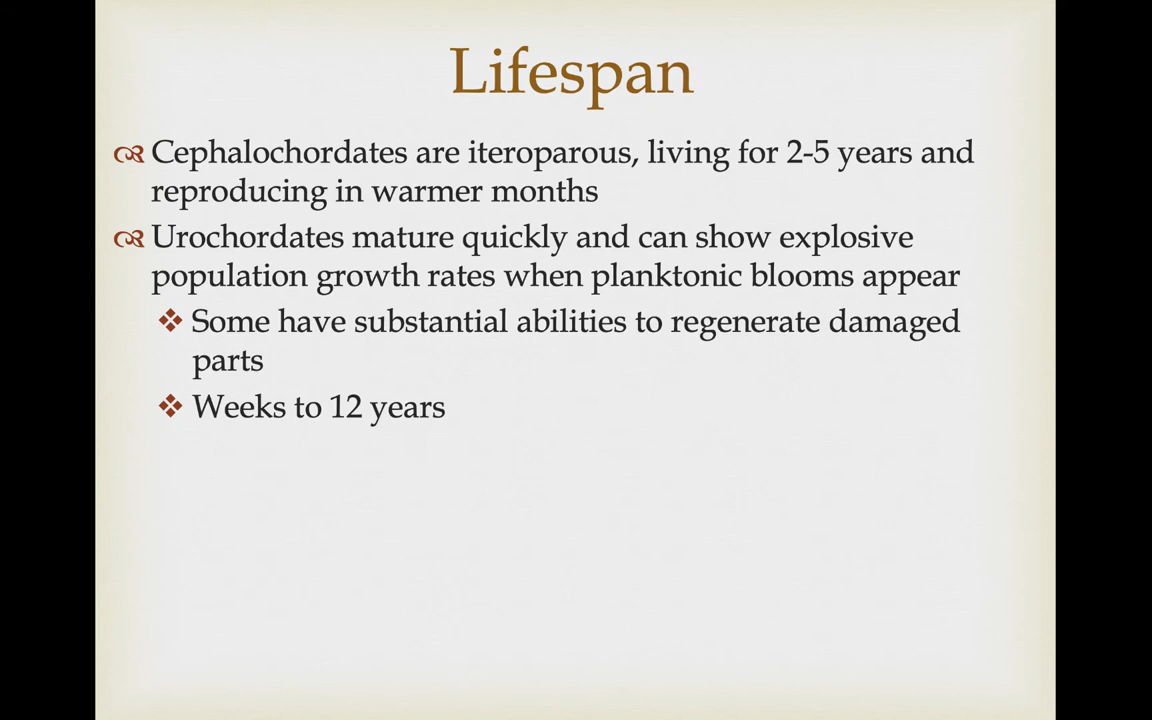 Lifespan
Cephalochordates are iteroparous, living for 2-5 years and
reproducing in warmer months
Urochordates mature quickly and can show explosive
population growth rates when planktonic blooms appear
Some have substantial abilities to regenerate damaged
parts
Weeks to 12 years